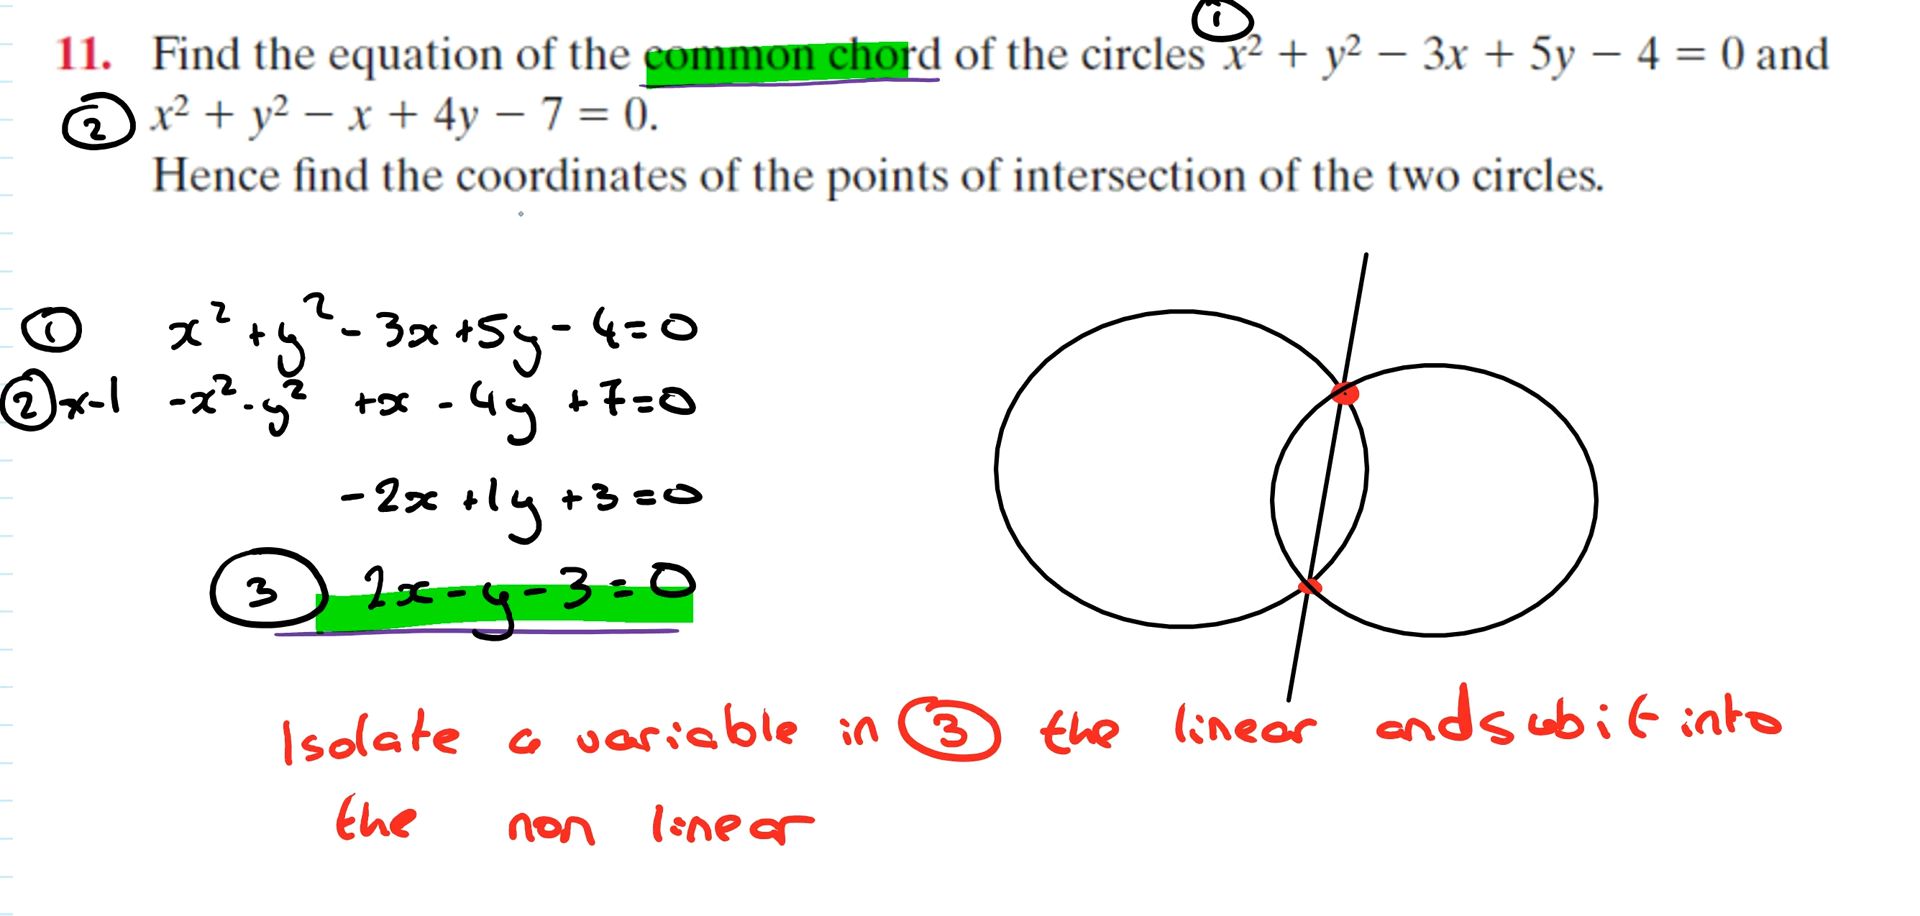 ①
11. Find the equation of the common chord of the circles x² + y² − 3x + 5y − 4 = 0 and
② x² + y² − x + 4y − 7 = 0.
Hence find the coordinates of the points of intersection of the two circles.
① x² + y² - 3x + 5y - 4 = 0
② x - 1 -x² - y² + x - 4y + 7 = 0
-2x + 1y + 3 = 0
③ 2x - y - 3 = 0
Isolate a variable in ③ the linear and sub it into
the non linear